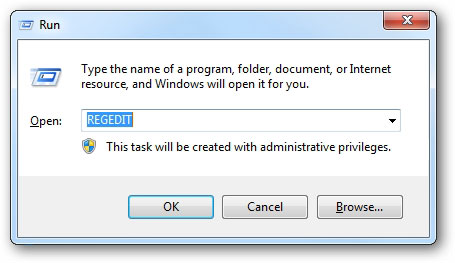 Run
Type the name of a program, folder, document, or Internet
resource, and Windows will open it for you.
Open: REGEDIT
This task will be created with administrative privileges.
OK Cancel Browse...